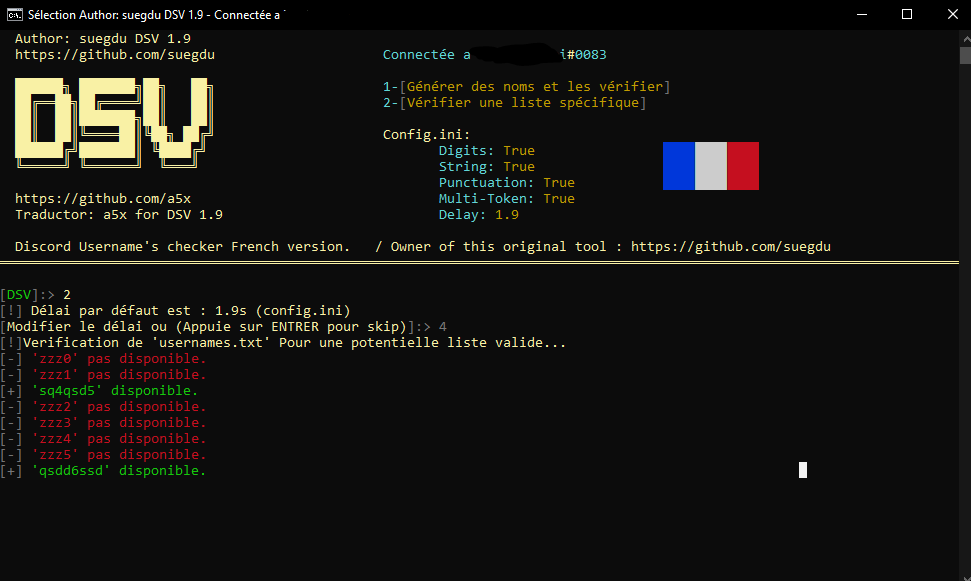 Sélection Author: suegdu DSV 1.9 - Connectée a
Author: suegdu DSV 1.9
https://github.com/suegdu
Connectée a i#0083
DSV
1-[Générer des noms et les vérifier]
2-[Vérifier une liste spécifique]
Config.ini:
Digits: True
String: True
Punctuation: True
Multi-Token: True
Delay: 1.9
https://github.com/a5x
Traductor: a5x for DSV 1.9
Discord Username's checker French version. / Owner of this original tool : https://github.com/suegdu
[DSV]:> 2
[!] Délai par défaut est : 1.9s (config.ini)
[Modifier le délai ou (Appuie sur ENTRER pour skip)]:> 4
[!]Verification de 'usernames.txt' Pour une potentielle liste valide...
[-] 'zzz0' pas disponible.
[-] 'zzz1' pas disponible.
[+] 'sq4qsd5' disponible.
[-] 'zzz2' pas disponible.
[-] 'zzz3' pas disponible.
[-] 'zzz4' pas disponible.
[-] 'zzz5' pas disponible.
[+] 'qsdd6ssd' disponible.